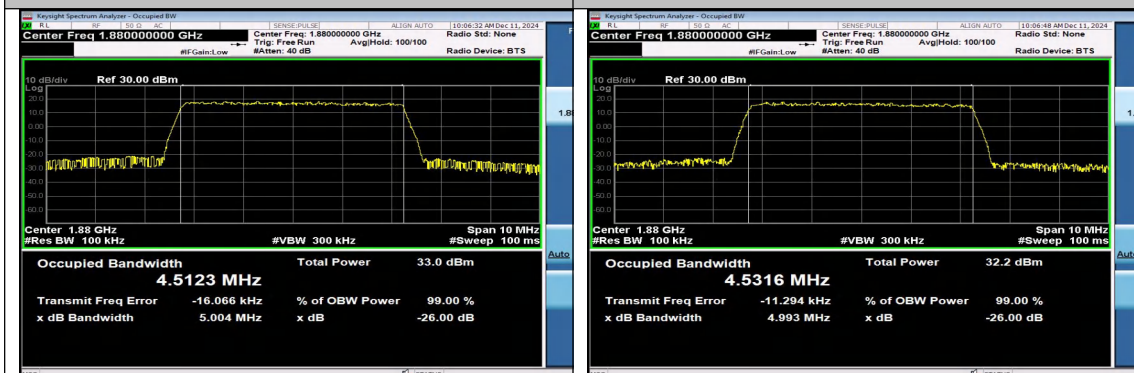 Keysight Spectrum Analyzer - Occupied BW
RL RF 50 Ω AC SENSE:PULSE ALIGN AUTO 10:06:32 AM Dec 11, 2024
Center Freq 1.880000000 GHz
Center Freq: 1.880000000 GHz
Radio Std: None
Trig: Free Run Avg|Hold: 100/100
#IFGain:Low #Atten: 40 dB Radio Device: BTS
10 dB/div Ref 30.00 dBm
Log
20.0
10.0
0.00
-10.0
-20.0
-30.0
-40.0
-50.0
-60.0
Center 1.88 GHz Span 10 MHz
#Res BW 100 kHz #VBW 300 kHz #Sweep 100 ms
Occupied Bandwidth Total Power 33.0 dBm
4.5123 MHz
Transmit Freq Error -16.066 kHz % of OBW Power 99.00 %
x dB Bandwidth 5.004 MHz x dB -26.00 dB
Auto
Keysight Spectrum Analyzer - Occupied BW
RL RF 50 Ω AC SENSE:PULSE ALIGN AUTO 10:06:48 AM Dec 11, 2024
Center Freq 1.880000000 GHz
Center Freq: 1.880000000 GHz
Radio Std: None
Trig: Free Run Avg|Hold: 100/100
#IFGain:Low #Atten: 40 dB Radio Device: BTS
10 dB/div Ref 30.00 dBm
Log
20.0
10.0
0.00
-10.0
-20.0
-30.0
-40.0
-50.0
-60.0
Center 1.88 GHz Span 10 MHz
#Res BW 100 kHz #VBW 300 kHz #Sweep 100 ms
Occupied Bandwidth Total Power 32.2 dBm
4.5316 MHz
Transmit Freq Error -11.294 kHz % of OBW Power 99.00 %
x dB Bandwidth 4.993 MHz x dB -26.00 dB